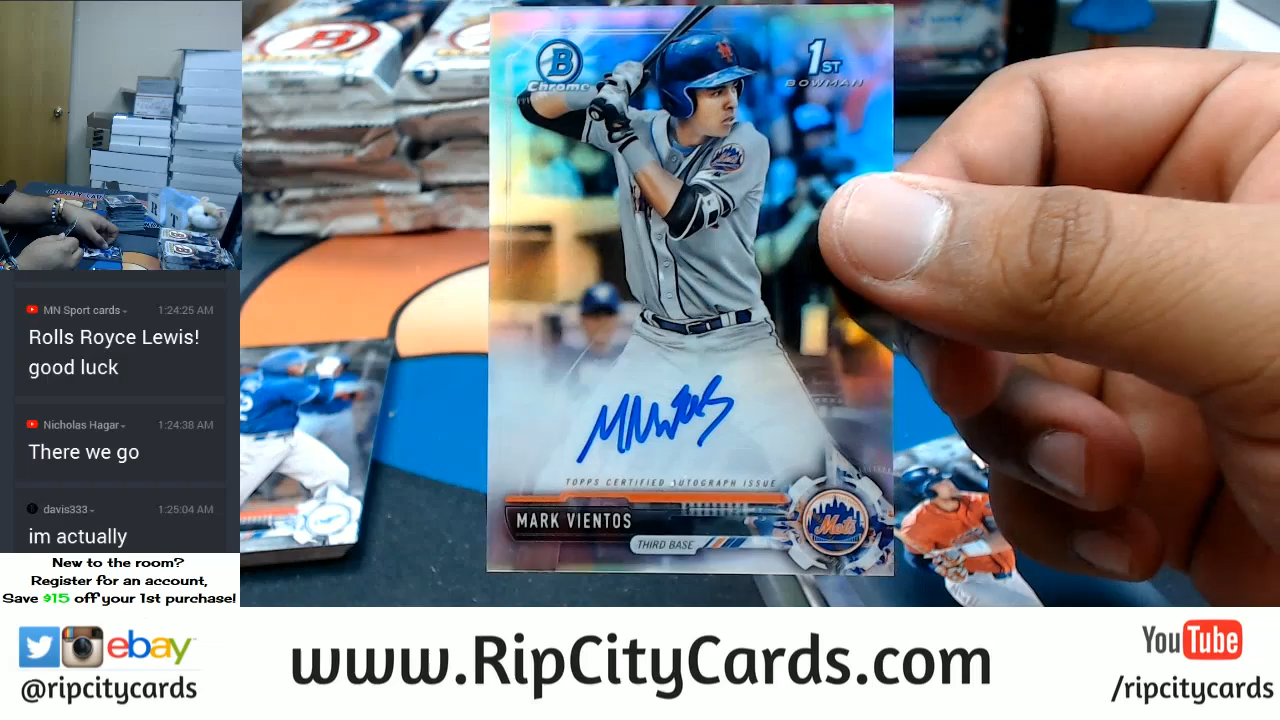 MN Sport cards
1:24:25 AM
Rolls Royce Lewis!
good luck
Nicholas Hagar
1:24:38 AM
There we go
davis333
1:25:04 AM
im actually
New to the room?
Register for an account,
Save $15 off your 1st purchase!
B
Chrome
1ST
BOWMAN
TOPPS CERTIFIED AUTOGRAPH ISSUE
MARK VIENTOS
THIRD BASE
Mets
ebay
@ripcitycards
www.RipCityCards.com
YouTube
/ripcitycards